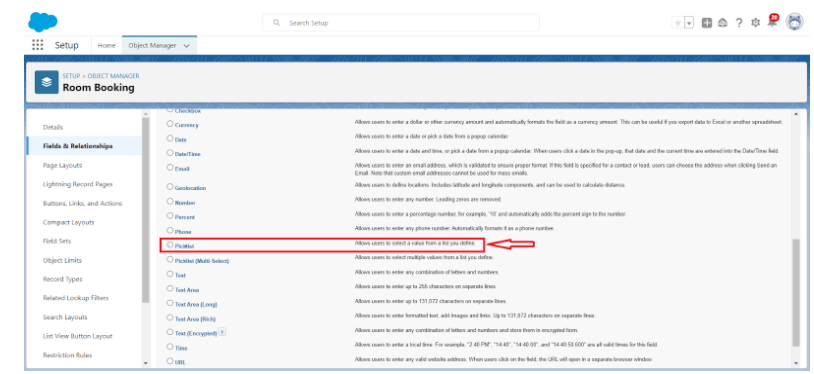 Search Setup
20
Setup Home Object Manager
SETUP > OBJECT MANAGER
Room Booking
Details
Fields & Relationships
Page Layouts
Lightning Record Pages
Buttons, Links, and Actions
Compact Layouts
Field Sets
Object Limits
Record Types
Related Lookup Filters
Search Layouts
List View Button Layout
Restriction Rules
Checkbox
Currency Allows users to enter a dollar or other currency amount and automatically formats the field as a currency amount. This can be useful if you export data to Excel or another spreadsheet.
Date Allows users to enter a date or pick a date from a popup calendar.
Date/Time Allows users to enter a date and time, or pick a date from a popup calendar. When users click a date in the pop-up, that date and the current time are entered into the Date/Time field.
Email Allows users to enter an email address, which is validated to ensure proper format. If this field is specified for a contact or lead, users can choose the address when clicking Send an
Email. Note that custom email addresses cannot be used for mass emails.
Geolocation Allows users to define locations. Includes latitude and longitude components, and can be used to calculate distance.
Number Allows users to enter any number. Leading zeros are removed.
Percent Allows users to enter a percentage number, for example, '10' and automatically adds the percent sign to the number.
Phone Allows users to enter any phone number. Automatically formats it as a phone number.
Picklist Allows users to select a value from a list you define.
Picklist (Multi-Select) Allows users to select multiple values from a list you define.
Text Allows users to enter any combination of letters and numbers.
Text Area Allows users to enter up to 255 characters on separate lines.
Text Area (Long) Allows users to enter up to 131,072 characters on separate lines.
Text Area (Rich) Allows users to enter formatted text, add images and links. Up to 131,072 characters on separate lines.
Text (Encrypted) Allows users to enter any combination of letters and numbers and store them in encrypted form.
Time Allows users to enter a local time. For example, "2:40 PM", "14:40", "14:40:00", and "14:40:50.600" are all valid times for this field.
URL Allows users to enter any valid website address. When users click on the field, the URL will open in a separate browser window.